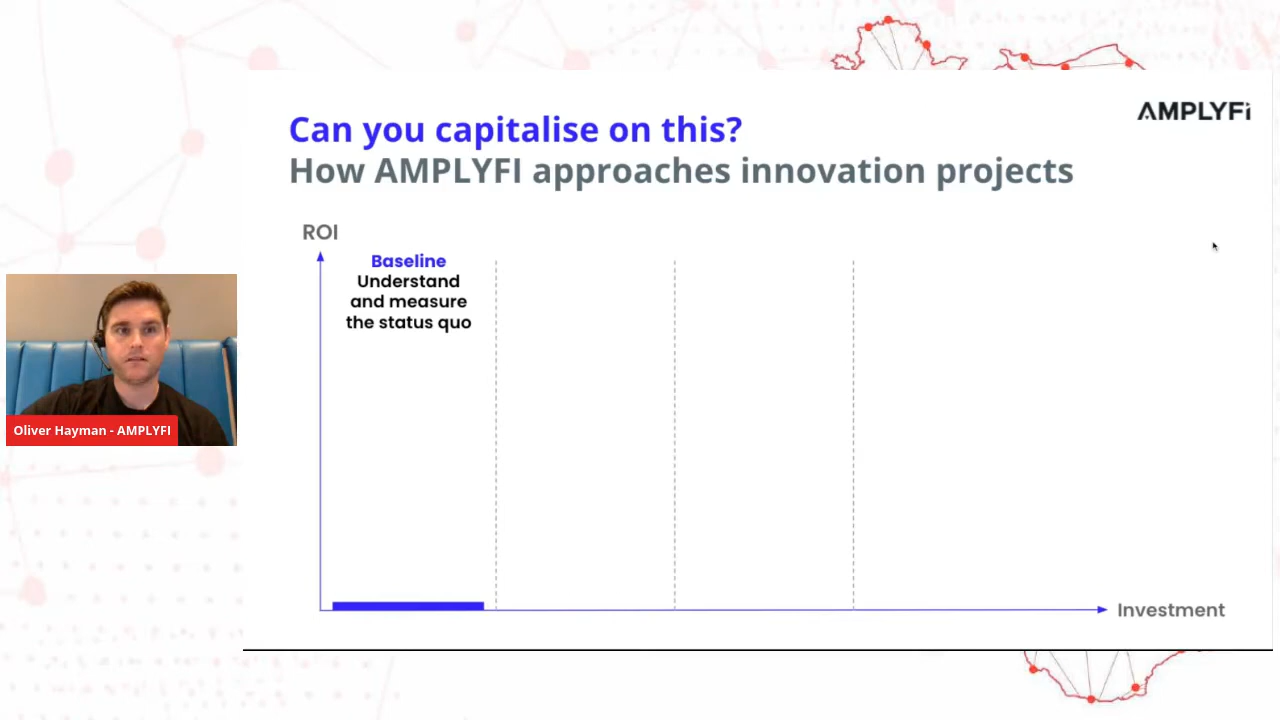 Can you capitalise on this?
How AMPLYFI approaches innovation projects
AMPLYFi
ROI
Baseline
Understand
and measure
the status quo
Investment
Oliver Hayman - AMPLYFI